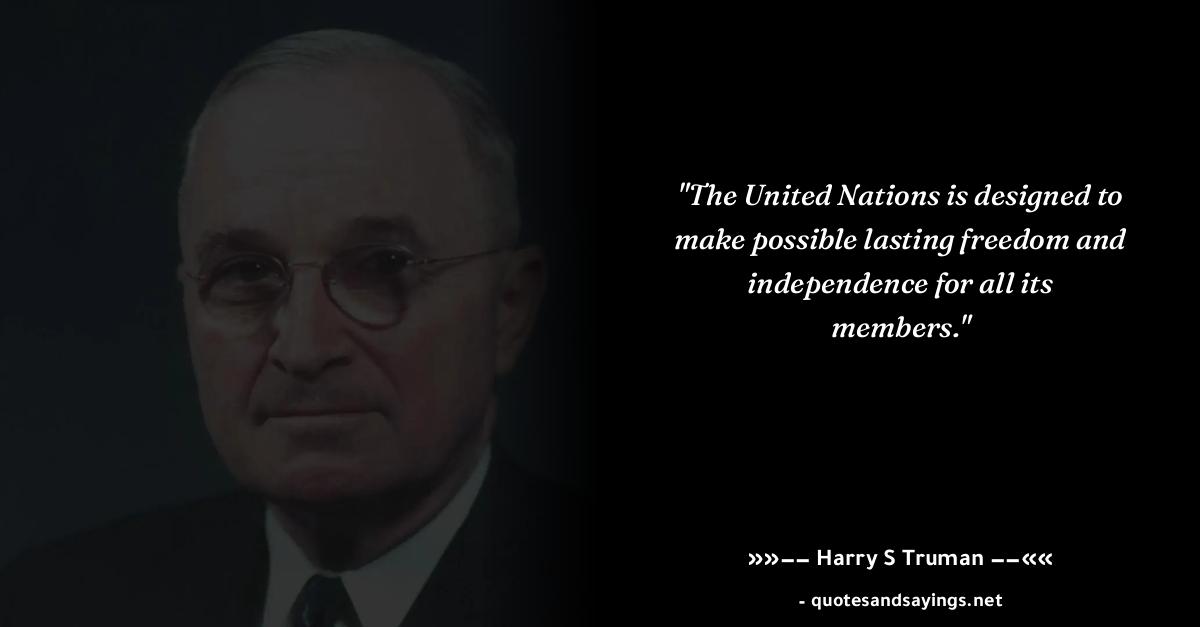 "The United Nations is designed to
make possible lasting freedom and
independence for all its
members."
»»−− Harry S Truman −−««
- quotesandsayings.net